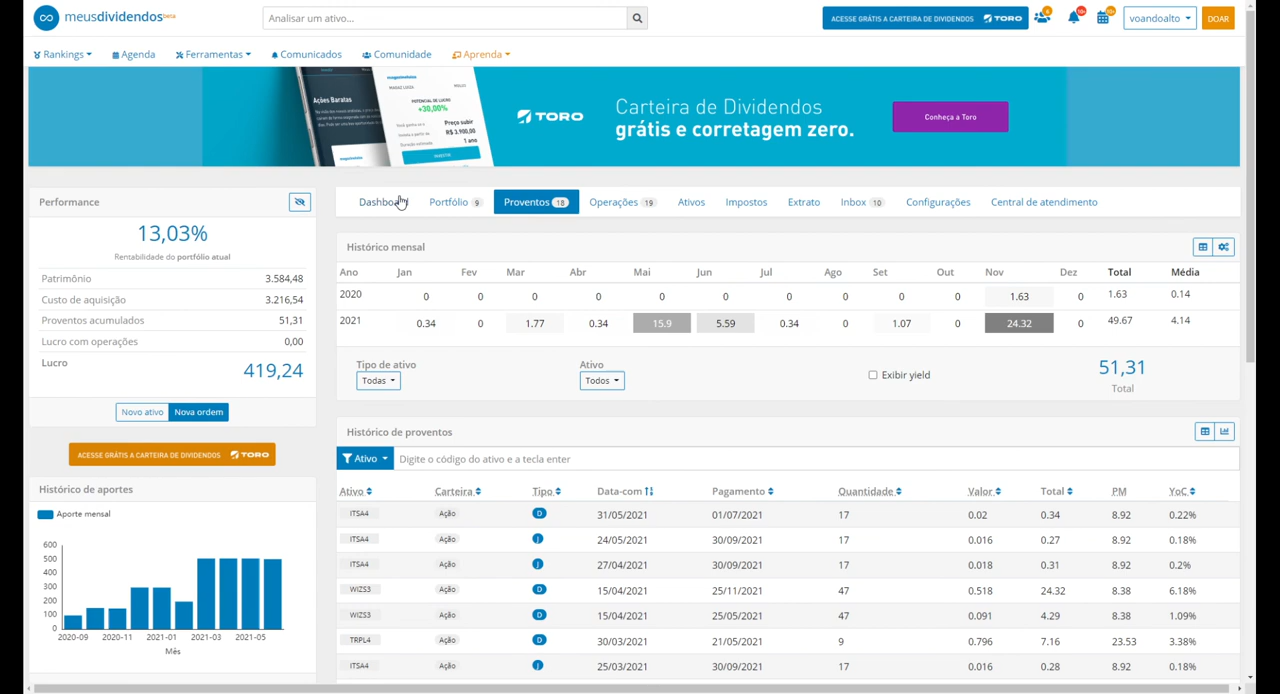 meusdividendos beta
Analisar um ativo...
ACESSE GRÁTIS A CARTEIRA DE DIVIDENDOS TORO
6
10+
10+
voandoalto
DOAR
Rankings
Agenda
Ferramentas
Comunicados
Comunidade
Aprenda
Ações Baratas
POTENCIAL DE LUCRO
+30,00%
Preço subir
R$ 3.900,00
1 ano
TORO
Carteira de Dividendos
grátis e corretagem zero.
Conheça a Toro
Performance
13,03%
Rentabilidade do portfólio atual
Patrimônio 3.584,48
Custo de aquisição 3.216,54
Proventos acumulados 51,31
Lucro com operações 0,00
Lucro 419,24
Novo ativo Nova ordem
ACESSE GRÁTIS A CARTEIRA DE DIVIDENDOS TORO
Histórico de aportes
Aporte mensal
600
500
400
300
200
100
0
2020-09 2020-11 2021-01 2021-03 2021-05
Mês
Dashboard Portfólio 9 Proventos 18 Operações 19 Ativos Impostos Extrato Inbox 10 Configurações Central de atendimento
Histórico mensal
Ano Jan Fev Mar Abr Mai Jun Jul Ago Set Out Nov Dez Total Média
2020 0 0 0 0 0 0 0 0 0 0 1.63 0 1.63 0.14
2021 0.34 0 1.77 0.34 15.9 5.59 0.34 0 1.07 0 24.32 0 49.67 4.14
Tipo de ativo
Todas
Ativo
Todos
Exibir yield
51,31
Total
Histórico de proventos
Ativo Digite o código do ativo e a tecla enter
Ativo Carteira Tipo Data-com Pagamento Quantidade Valor Total PM YoC
ITSA4 Ação D 31/05/2021 01/07/2021 17 0.02 0.34 8.92 0.22%
ITSA4 Ação J 24/05/2021 30/09/2021 17 0.016 0.27 8.92 0.18%
ITSA4 Ação J 27/04/2021 30/09/2021 17 0.018 0.31 8.92 0.2%
WIZS3 Ação D 15/04/2021 25/11/2021 47 0.518 24.32 8.38 6.18%
WIZS3 Ação D 15/04/2021 25/05/2021 47 0.091 4.29 8.38 1.09%
TRPL4 Ação D 30/03/2021 21/05/2021 9 0.796 7.16 23.53 3.38%
ITSA4 Ação J 25/03/2021 30/09/2021 17 0.016 0.28 8.92 0.18%